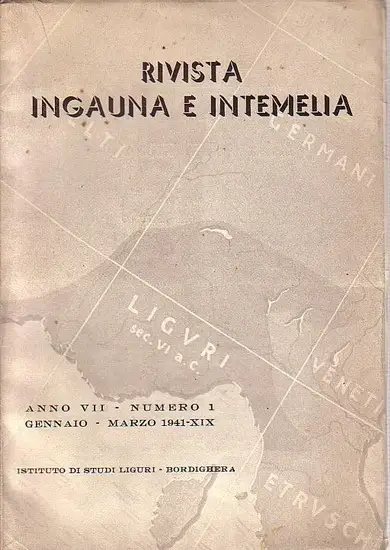 RIVISTA
INGAUNA E INTEMELIA
GERMANI
LIGVRI
sec. VI a.C.
VENETI
ANNO VII - NUMERO 1
GENNAIO - MARZO 1941-XIX
ISTITUTO DI STUDI LIGURI - BORDIGHERA
ETRVSCH